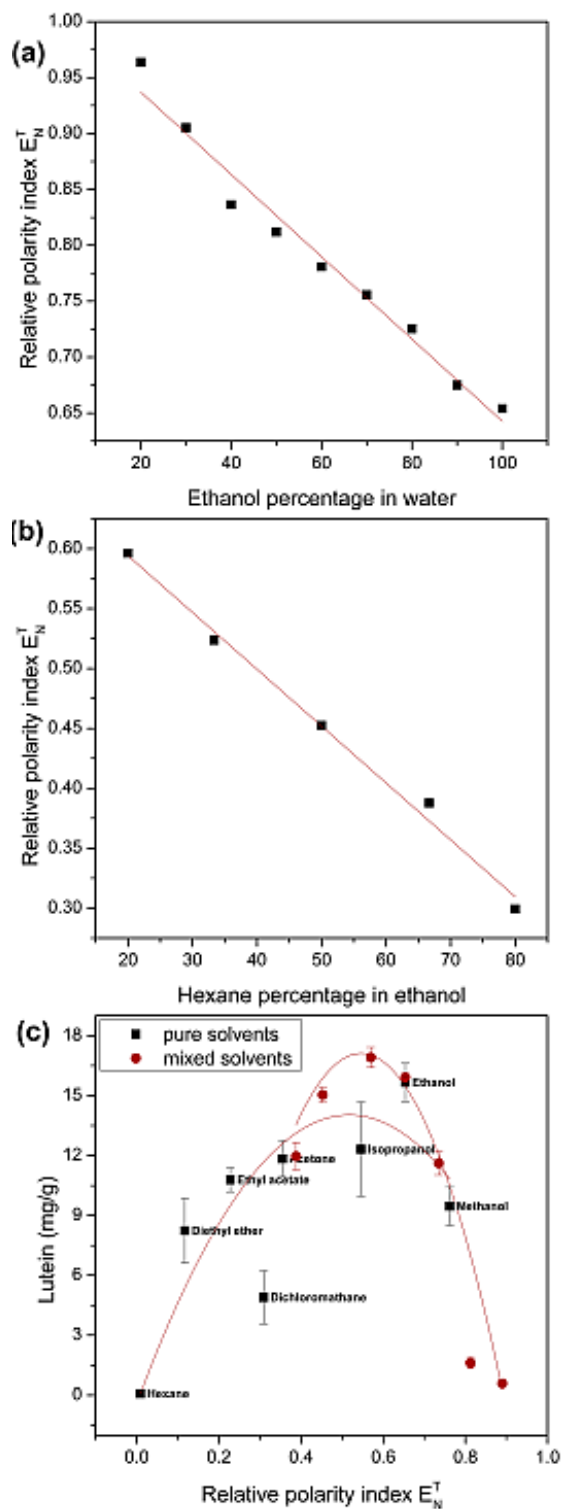 (a)
1.00
0.95
0.90
0.85
0.80
0.75
0.70
0.65
Relative polarity index E_N^T
20 40 60 80 100
Ethanol percentage in water
(b)
0.60
0.55
0.50
0.45
0.40
0.35
0.30
Relative polarity index E_N^T
20 30 40 50 60 70 80
Hexane percentage in ethanol
(c)
18
15
12
9
6
3
0
Lutein (mg/g)
pure solvents
mixed solvents
Ethanol
Isopropanol
Acetone
Ethyl acetate
Methanol
Diethyl ether
Dichloromathane
Hexane
0.0 0.2 0.4 0.6 0.8 1.0
Relative polarity index E_N^T